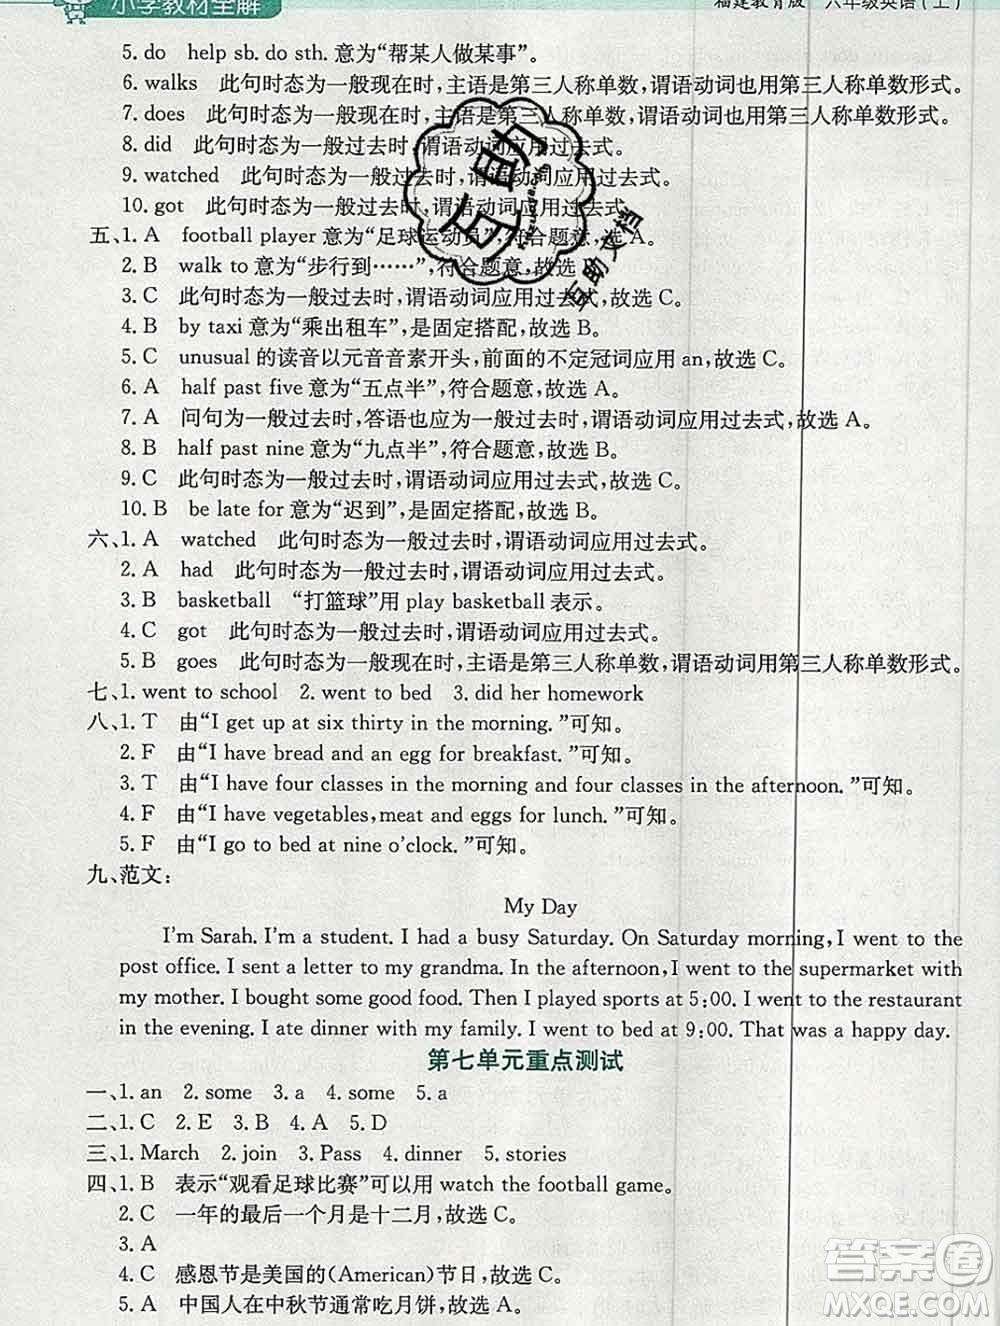 小学教材全解
福建教育版 六年级英语(上)
5. do help sb. do sth. 意为“帮某人做某事”。
6. walks 此句时态为一般现在时,主语是第三人称单数,谓语动词也用第三人称单数形式。
7. does 此句时态为一般现在时,主语是第三人称单数,谓语动词也用第三人称单数形式。
8. did 此句时态为一般过去时,谓语动词应用过去式。
9. watched 此句时态为一般过去时,谓语动词应用过去式。
10. got 此句时态为一般过去时,谓语动词应用过去式。
五、1. A football player 意为“足球运动员”,符合题意,选 A。
2. B walk to 意为“步行到……”,符合题意,故选 B。
3. C 此句时态为一般过去时,谓语动词应用过去式,故选 C。
4. B by taxi 意为“乘出租车”,是固定搭配,故选 B。
5. C unusual 的读音以元音音素开头,前面的不定冠词应用 an,故选 C。
6. A half past five 意为“五点半”,符合题意,故选 A。
7. A 问句为一般过去时,答语也应为一般过去时,谓语动词应用过去式,故选 A。
8. B half past nine 意为“九点半”,符合题意,故选 B。
9. C 此句时态为一般过去时,谓语动词应用过去式,故选 C。
10. B be late for 意为“迟到”,故选 B。
六、1. A watched 此句时态为一般过去时,谓语动词应用过去式。
2. A had 此句时态为一般过去时,谓语动词应用过去式。
3. B basketball “打篮球”用 play basketball 表示。
4. C got 此句时态为一般过去时,谓语动词应用过去式。
5. B goes 此句时态为一般现在时,主语是第三人称单数,谓语动词用第三人称单数形式。
七、1. went to school 2. went to bed 3. did her homework
八、1. T 由“I get up at six thirty in the morning. ”可知。
2. F 由“I have bread and an egg for breakfast. ”可知。
3. T 由“I have four classes in the morning and four classes in the afternoon. ”可知。
4. F 由“I have vegetables, meat and eggs for lunch. ”可知。
5. F 由“I go to bed at nine o'clock. ”可知。
九、范文:
My Day
I'm Sarah. I'm a student. I had a busy Saturday. On Saturday morning, I went to the
post office. I sent a letter to my grandma. In the afternoon, I went to the supermarket with
my mother. I bought some good food. Then I played sports at 5:00. I went to the restaurant
in the evening. I ate dinner with my family. I went to bed at 9:00. That was a happy day.
第七单元重点测试
一、1. an 2. some 3. a 4. some 5. a
二、1. C 2. E 3. B 4. A 5. D
三、1. March 2. join 3. Pass 4. dinner 5. stories
四、1. B 表示“观看足球比赛”可以用 watch the football game。
2. C 一年的最后一个月是十二月,故选 C。
3. A
4. C 感恩节是美国的(American)节日,故选 C。
5. A 中国人在中秋节通常吃月饼,故选 A。
互助
互助文档
答案圈
MXQE.COM